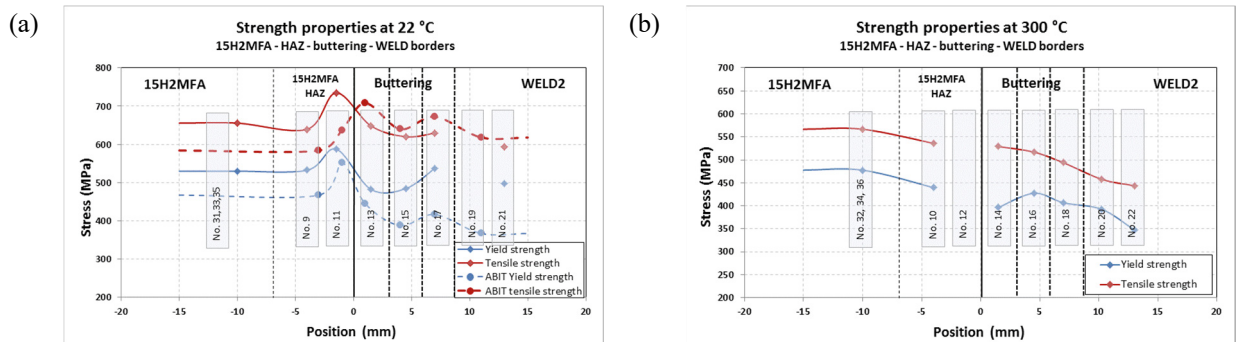 (a)
Strength properties at 22 °C
15H2MFA - HAZ - buttering - WELD borders
800
700
600
500
400
300
200
Stress (MPa)
15H2MFA
15H2MFA
HAZ
Buttering
WELD2
No. 31,33,35
No. 9
No. 11
No. 13
No. 15
No. 17
No. 19
No. 21
Yield strength
Tensile strength
ABIT Yield strength
ABIT tensile strength
-20
-15
-10
-5
0
5
10
15
20
Position (mm)
(b)
Strength properties at 300 °C
15H2MFA - HAZ - buttering - WELD borders
700
650
600
550
500
450
400
350
300
250
200
Stress (MPa)
15H2MFA
15H2MFA
HAZ
Buttering
WELD2
No. 32, 34, 36
No. 10
No. 12
No. 14
No. 16
No. 18
No. 20
No. 22
Yield strength
Tensile strength
-20
-15
-10
-5
0
5
10
15
20
Position (mm)